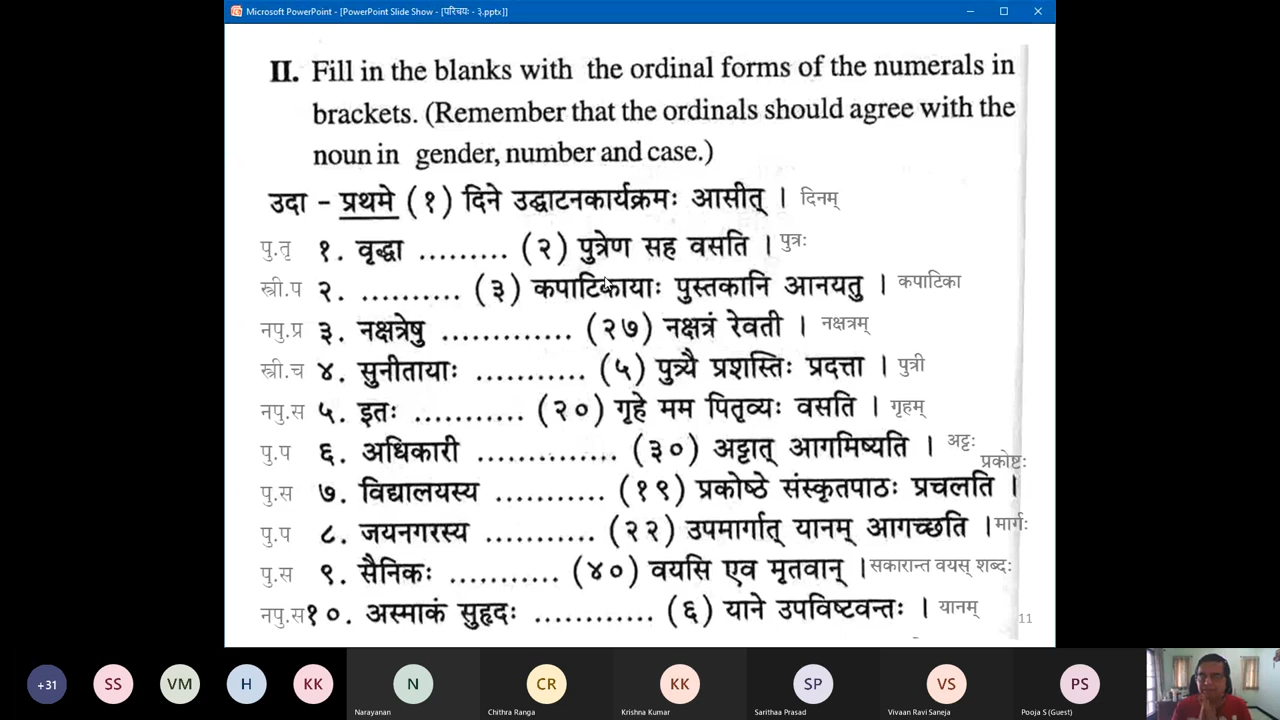 Microsoft PowerPoint - [PowerPoint Slide Show - [परिचयः - ३.pptx]]
II. Fill in the blanks with the ordinal forms of the numerals in
brackets. (Remember that the ordinals should agree with the
noun in gender, number and case.)
उदा - प्रथमे (१) दिने उद्घाटनकार्यक्रमः आसीत् । दिनम्
पु.तृ १. वृद्धा ......... (२) पुत्रेण सह वसति । पुत्रः
स्त्री.प २. .......... (३) कपाटिकायाः पुस्तकानि आनयतु । कपाटिका
नपु.प्र ३. नक्षत्रेषु ............. (२७) नक्षत्रं रेवती । नक्षत्रम्
स्त्री.च ४. सुनीतायाः ........... (५) पुत्र्यै प्रशस्तिः प्रदत्ता । पुत्री
नपु.स ५. इतः ........... (२०) गृहे मम पितृव्यः वसति । गृहम्
पु.प ६. अधिकारी .............. (३०) अट्टात् आगमिष्यति । अट्टः
प्रकोष्टः
पु.स ७. विद्यालयस्य ........... (१९) प्रकोष्ठे संस्कृतपाठः प्रचलति ।
पु.प ८. जयनगरस्य ........... (२२) उपमार्गात् यानम् आगच्छति । मार्गः
पु.स ९. सैनिकः ........... (४०) वयसि एव मृतवान् । सकारान्त वयस् शब्दः
नपु.स १०. अस्माकं सुहृदः ............ (६) याने उपविष्टवन्तः । यानम्
11
+31 SS VM H KK N CR KK SP VS PS
Narayanan Chithra Ranga Krishna Kumar Sarithaa Prasad Vivaan Ravi Saneja Pooja S (Guest)